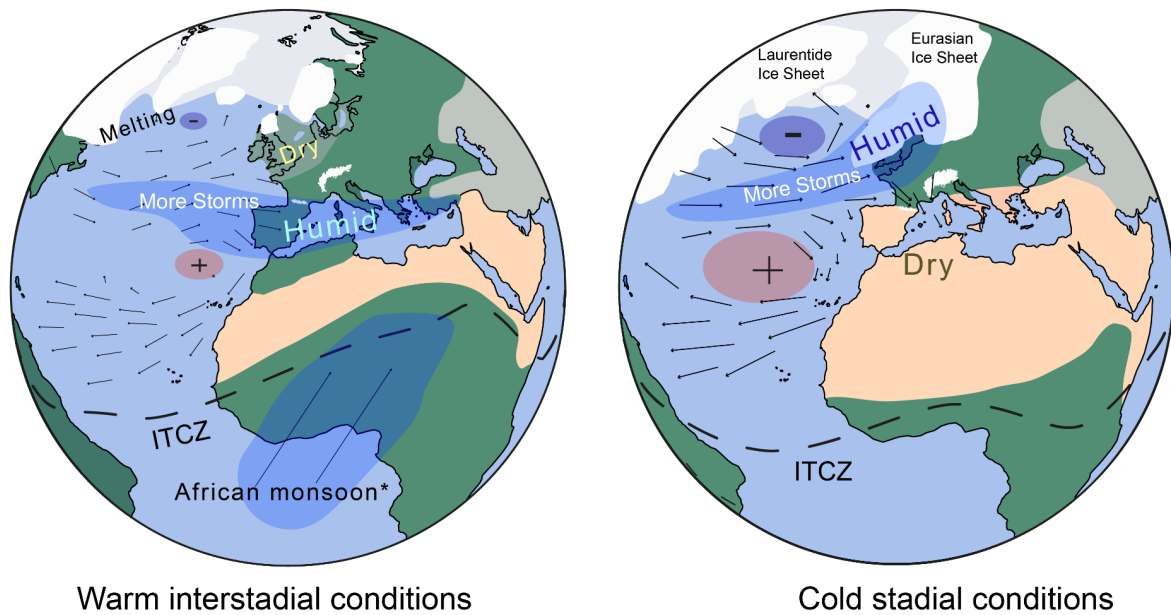 Melting
-
Dry
More Storms
Humid
+
ITCZ
African monsoon*
Warm interstadial conditions
Laurentide
Ice Sheet
Eurasian
Ice Sheet
-
Humid
More Storms
+
Dry
ITCZ
Cold stadial conditions